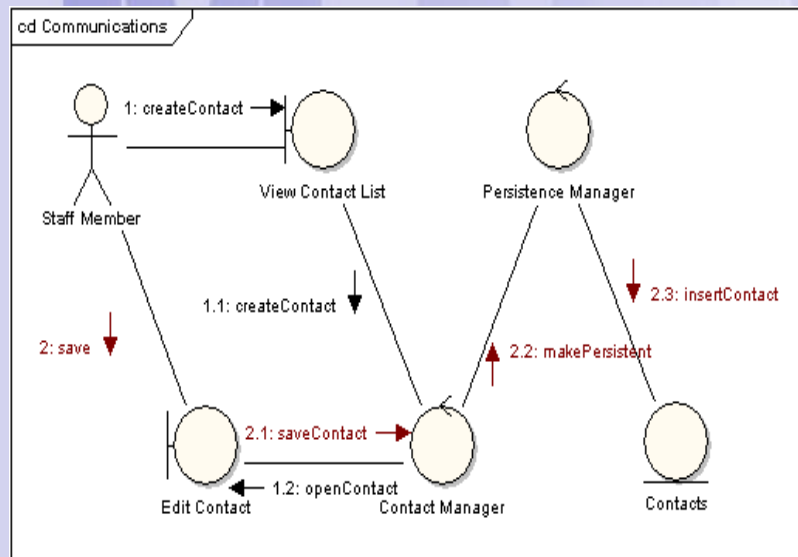 cd Communications
1: createContact
View Contact List
Persistence Manager
Staff Member
1.1: createContact
2.3: insertContact
2: save
2.2: makePersistent
2.1: saveContact
1.2: openContact
Edit Contact
Contact Manager
Contacts